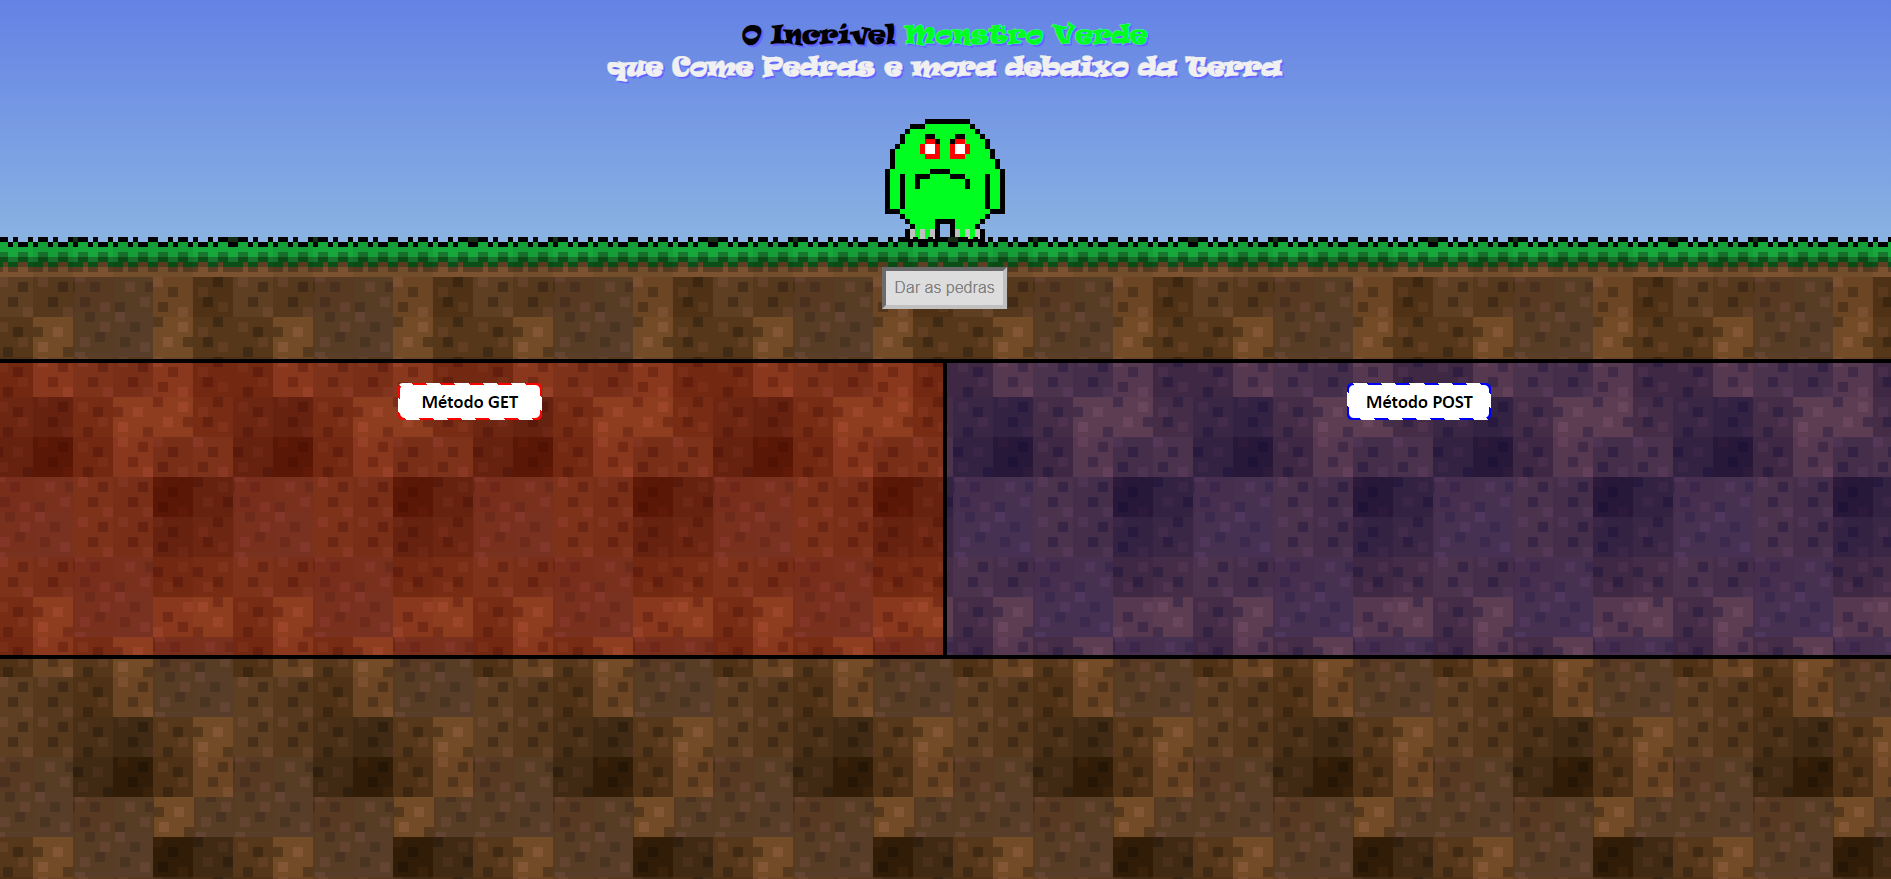 O Incrível Monstro Verde
que Come Pedras e mora debaixo da Terra
Dar as pedras
Método GET
Método POST